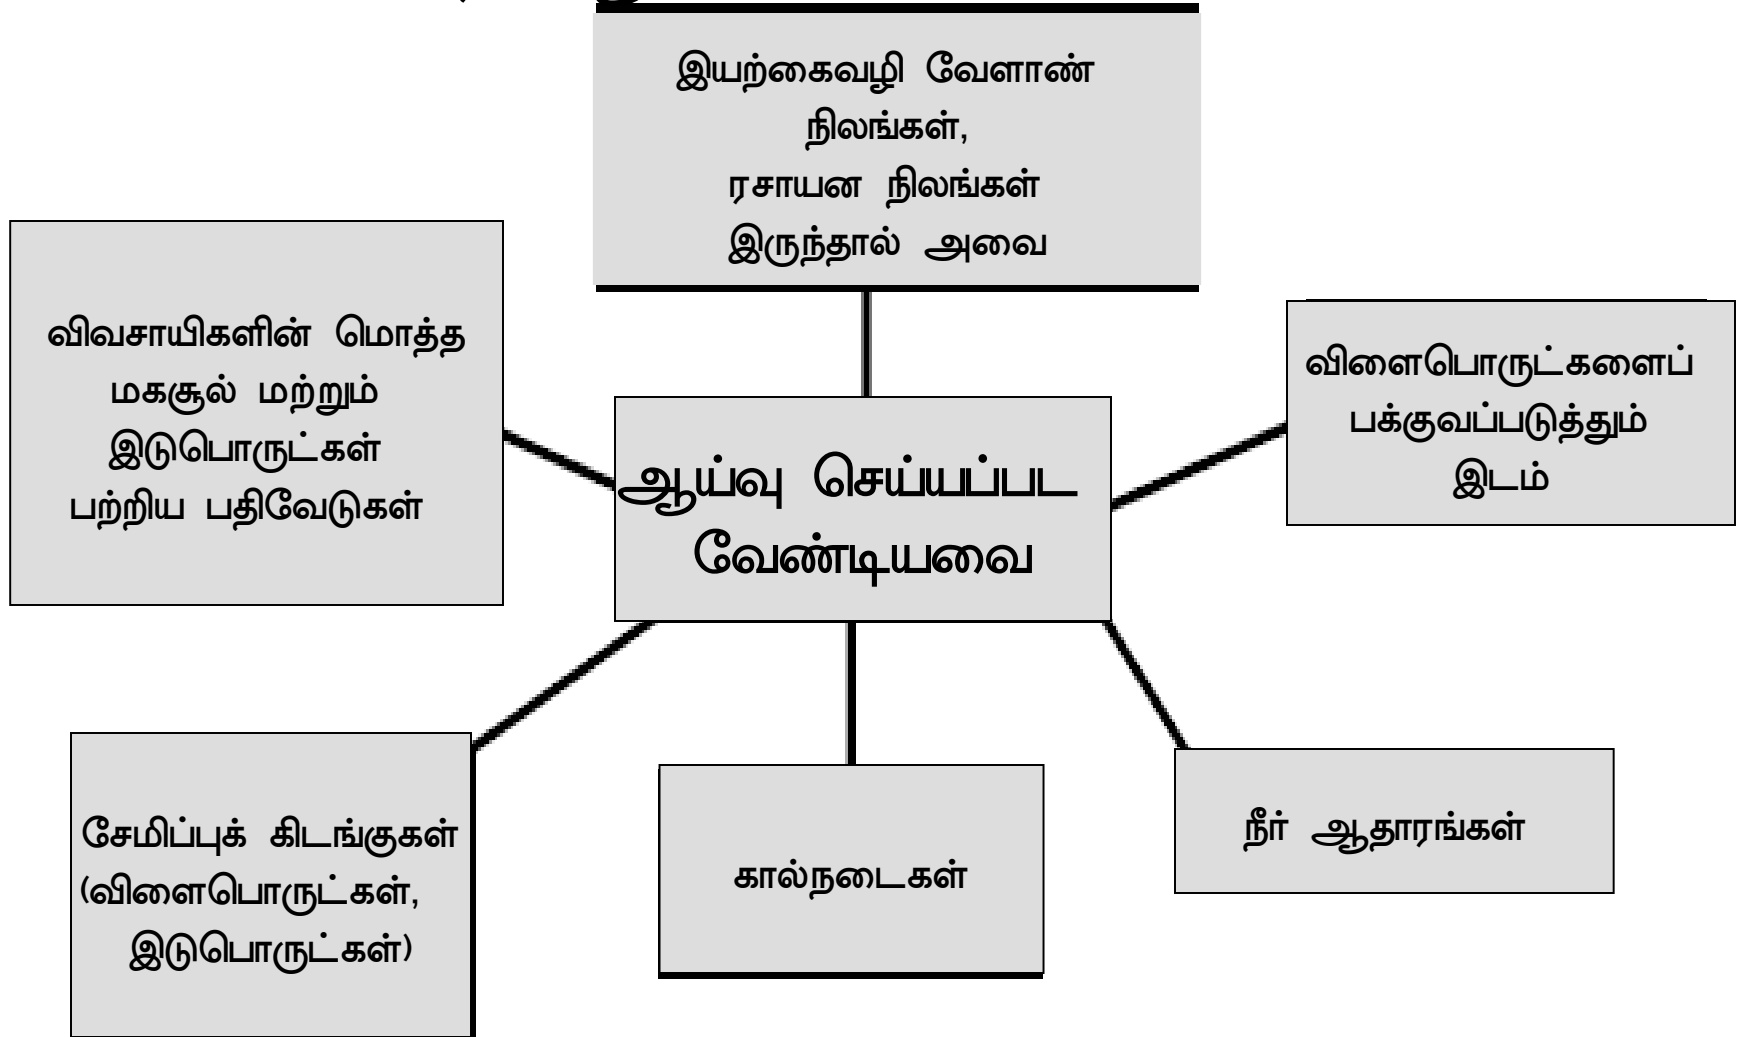 இயற்கைவழி வேளாண்
நிலங்கள்,
ரசாயன நிலங்கள்
இருந்தால் அவை
விவசாயிகளின் மொத்த
மகசூல் மற்றும்
இடுபொருட்கள்
பற்றிய பதிவேடுகள்
விளைபொருட்களைப்
பக்குவப்படுத்தும்
இடம்
ஆய்வு செய்யப்பட
வேண்டியவை
சேமிப்புக் கிடங்குகள்
(விளைபொருட்கள்,
இடுபொருட்கள்)
கால்நடைகள்
நீர் ஆதாரங்கள்